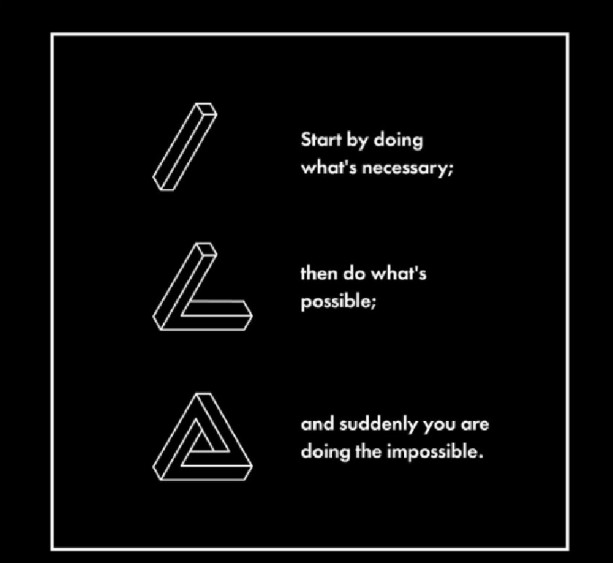 Start by doing
what's necessary;
then do what's
possible;
and suddenly you are
doing the impossible.